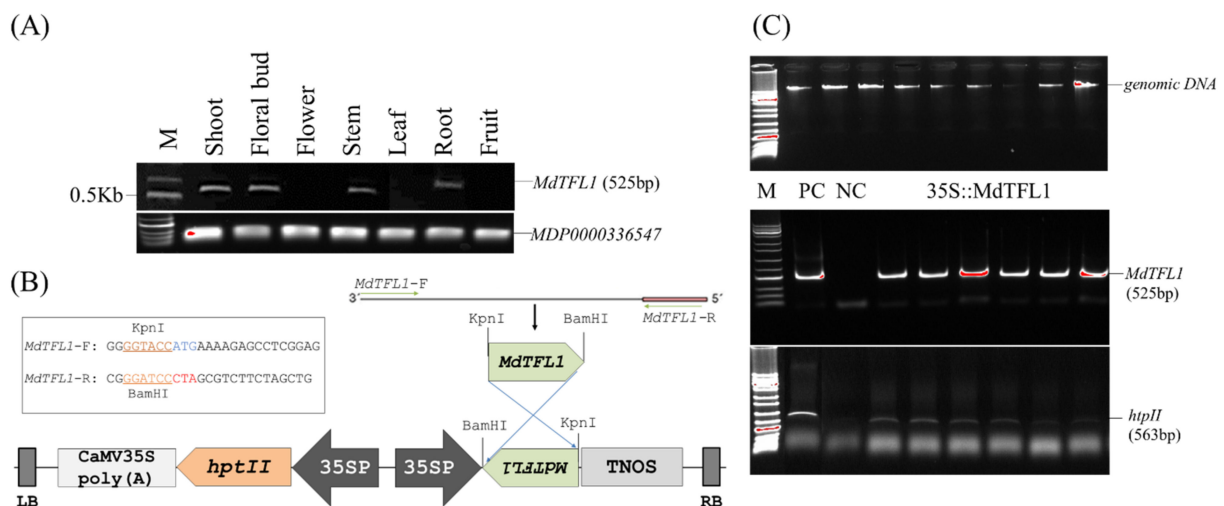 (A)
M
Shoot
Floral bud
Flower
Stem
Leaf
Root
Fruit
0.5Kb
MdTFL1 (525bp)
MDP0000336547
(B)
KpnI
MdTFL1-F: GGGGTACCATGAAAAGAGCCTCGGAG
MdTFL1-R: CGGGATCCCTAGCGTCTTCTAGCTG
BamHI
MdTFL1-F
3´
5´
MdTFL1-R
KpnI
BamHI
MdTFL1
BamHI
KpnI
CaMV35S
poly(A)
hptII
35SP
35SP
MdTFL1
TNOS
LB
RB
(C)
genomic DNA
M
PC
NC
35S::MdTFL1
MdTFL1
(525bp)
htpII
(563bp)